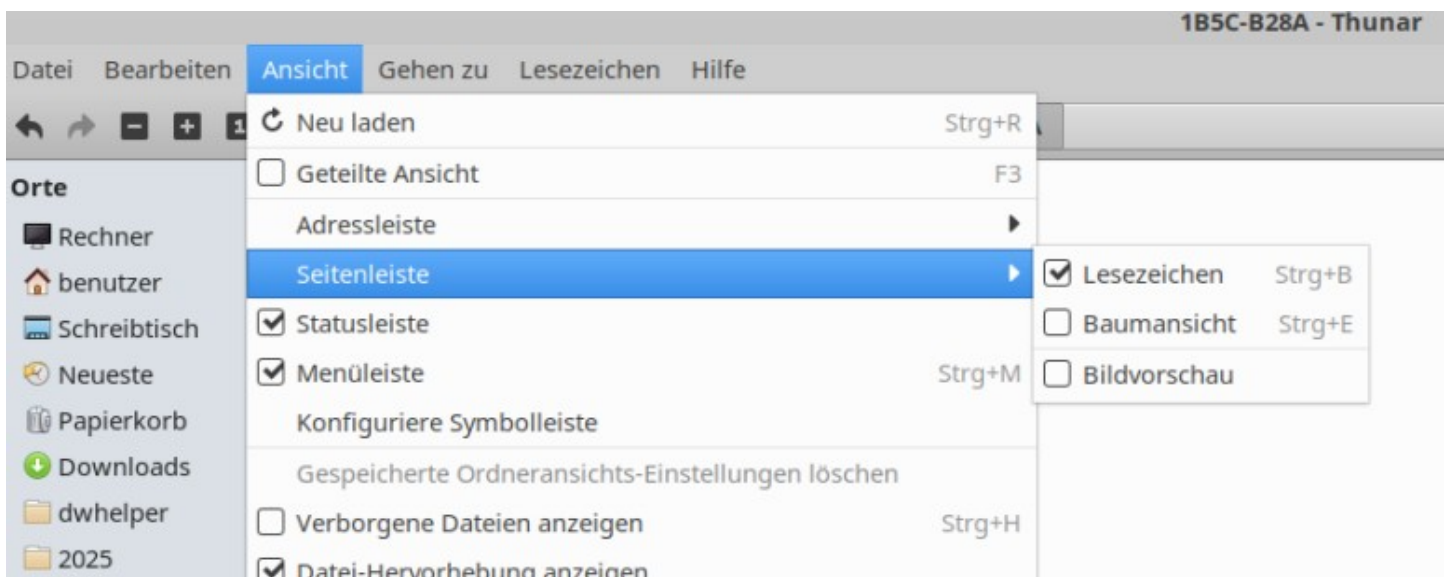 1B5C-B28A - Thunar
Datei Bearbeiten Ansicht Gehen zu Lesezeichen Hilfe
Neu laden Strg+R
Geteilte Ansicht F3
Adressleiste
Seitenleiste
Statusleiste
Menüleiste Strg+M
Konfiguriere Symbolleiste
Gespeicherte Ordneransichts-Einstellungen löschen
Verborgene Dateien anzeigen Strg+H
Datei-Hervorhebung anzeigen
Lesezeichen Strg+B
Baumansicht Strg+E
Bildvorschau
Orte
Rechner
benutzer
Schreibtisch
Neueste
Papierkorb
Downloads
dwhelper
2025